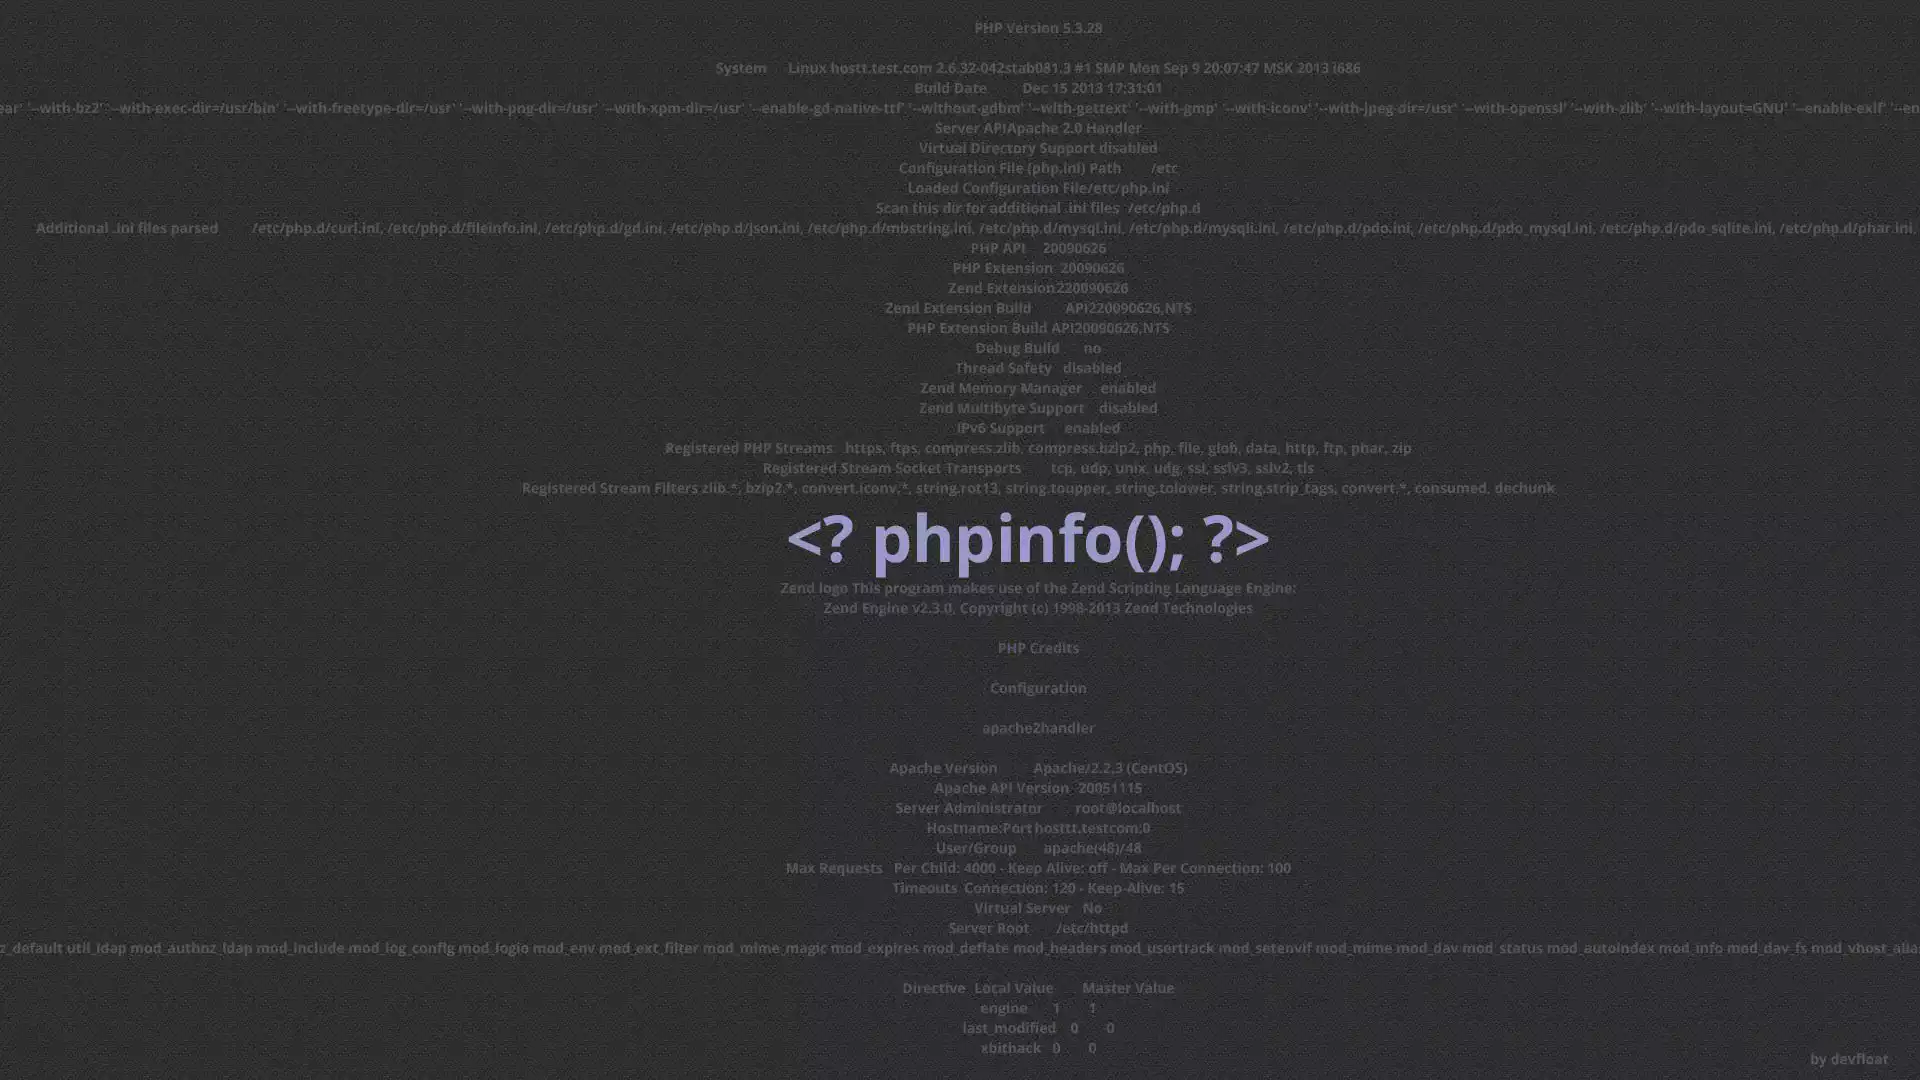 PHP Version 5.3.28
System Linux hostt.test.com 2.6.32-042stab081.3 #1 SMP Mon Sep 9 20:07:47 MSK 2013 i686
Build Date Dec 15 2013 17:31:01
ear' '--with-bz2' '--with-exec-dir=/usr/bin' '--with-freetype-dir=/usr' '--with-png-dir=/usr' '--with-xpm-dir=/usr' '--enable-gd-native-ttf' '--without-gdbm' '--with-gettext' '--with-gmp' '--with-iconv' '--with-jpeg-dir=/usr' '--with-openssl' '--with-zlib' '--with-layout=GNU' '--enable-exif' '--en
Server APIApache 2.0 Handler
Virtual Directory Support disabled
Configuration File (php.ini) Path /etc
Loaded Configuration File/etc/php.ini
Scan this dir for additional .ini files /etc/php.d
Additional .ini files parsed /etc/php.d/curl.ini, /etc/php.d/fileinfo.ini, /etc/php.d/gd.ini, /etc/php.d/json.ini, /etc/php.d/mbstring.ini, /etc/php.d/mysql.ini, /etc/php.d/mysqli.ini, /etc/php.d/pdo.ini, /etc/php.d/pdo_mysql.ini, /etc/php.d/pdo_sqlite.ini, /etc/php.d/phar.ini,
PHP API 20090626
PHP Extension 20090626
Zend Extension220090626
Zend Extension Build API220090626,NTS
PHP Extension Build API20090626,NTS
Debug Build no
Thread Safety disabled
Zend Memory Manager enabled
Zend Multibyte Support disabled
IPv6 Support enabled
Registered PHP Streams https, ftps, compress.zlib, compress.bzip2, php, file, glob, data, http, ftp, phar, zip
Registered Stream Socket Transports tcp, udp, unix, udg, ssl, sslv3, sslv2, tls
Registered Stream Filters zlib.*, bzip2.*, convert.iconv.*, string.rot13, string.toupper, string.tolower, string.strip_tags, convert.*, consumed, dechunk
<? phpinfo(); ?>
Zend logo This program makes use of the Zend Scripting Language Engine:
Zend Engine v2.3.0, Copyright (c) 1998-2013 Zend Technologies
PHP Credits
Configuration
apache2handler
Apache Version Apache/2.2.3 (CentOS)
Apache API Version 20051115
Server Administrator root@localhost
Hostname:Port hosttt.testcom:0
User/Group apache(48)/48
Max Requests Per Child: 4000 - Keep Alive: off - Max Per Connection: 100
Timeouts Connection: 120 - Keep-Alive: 15
Virtual Server No
Server Root /etc/httpd
z_default util_ldap mod_authnz_ldap mod_include mod_log_config mod_logio mod_env mod_ext_filter mod_mime_magic mod_expires mod_deflate mod_headers mod_usertrack mod_setenvif mod_mime mod_dav mod_status mod_autoindex mod_info mod_dav_fs mod_vhost_alias
Directive Local Value Master Value
engine 1 1
last_modified 0 0
xbithack 0 0
by devfloat